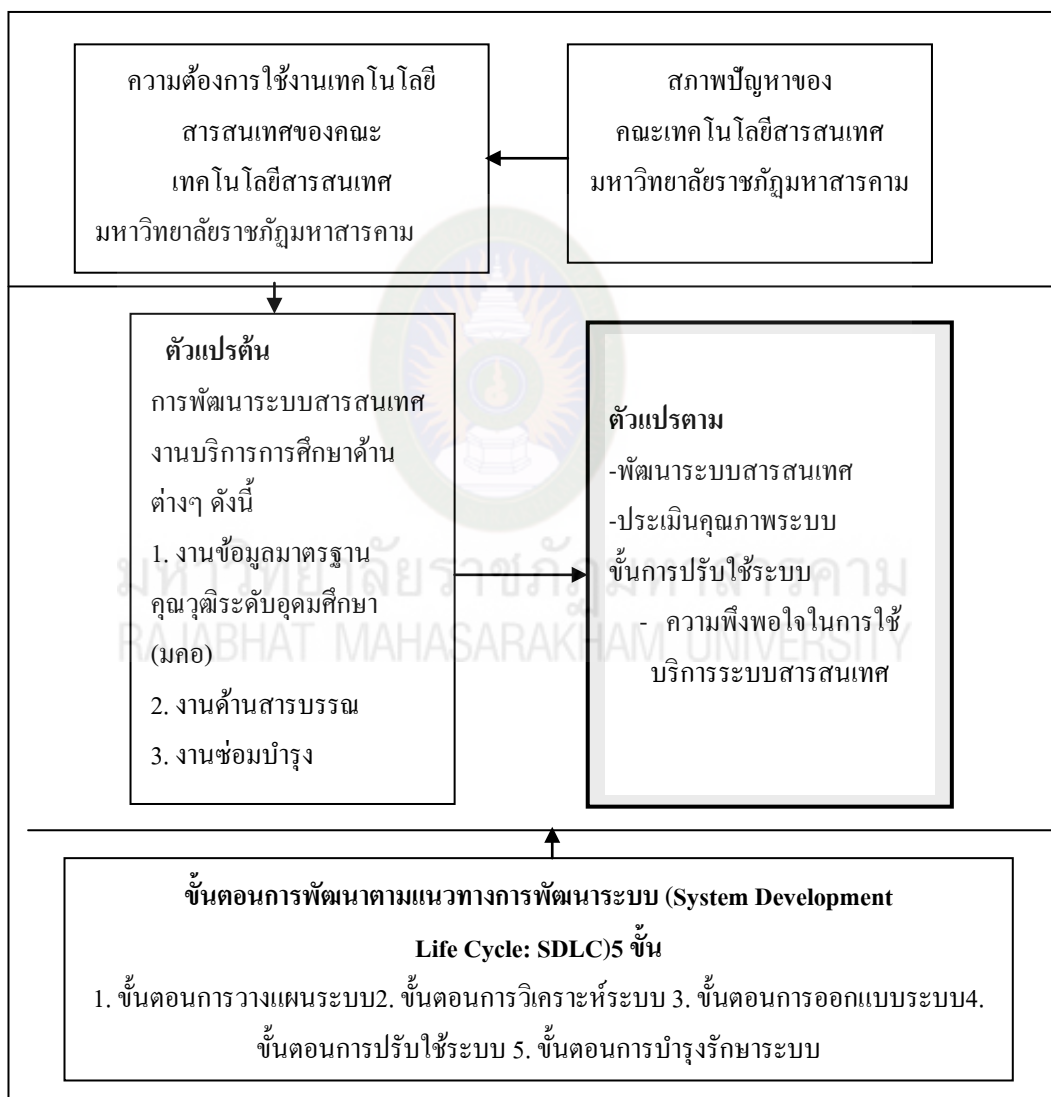 ความต้องการใช้งานเทคโนโลยี
สารสนเทศของคณะ
เทคโนโลยีสารสนเทศ
มหาวิทยาลัยราชภัฏมหาสารคาม
สภาพปัญหาของ
คณะเทคโนโลยีสารสนเทศ
มหาวิทยาลัยราชภัฏมหาสารคาม
ตัวแปรต้น
การพัฒนาระบบสารสนเทศ
งานบริการการศึกษาด้าน
ต่างๆ ดังนี้
1. งานข้อมูลมาตรฐาน
คุณวุฒิระดับอุดมศึกษา
(มคอ)
2. งานด้านสารบรรณ
3. งานซ่อมบำรุง
ตัวแปรตาม
-พัฒนาระบบสารสนเทศ
-ประเมินคุณภาพระบบ
ขั้นการปรับใช้ระบบ
- ความพึงพอใจในการใช้
บริการระบบสารสนเทศ
มหาวิทยาลัยราชภัฏมหาสารคาม
RAJABHAT MAHASARAKHAM UNIVERSITY
ขั้นตอนการพัฒนาตามแนวทางการพัฒนาระบบ (System Development
Life Cycle: SDLC)5 ขั้น
1. ขั้นตอนการวางแผนระบบ2. ขั้นตอนการวิเคราะห์ระบบ 3. ขั้นตอนการออกแบบระบบ4.
ขั้นตอนการปรับใช้ระบบ 5. ขั้นตอนการบำรุงรักษาระบบ